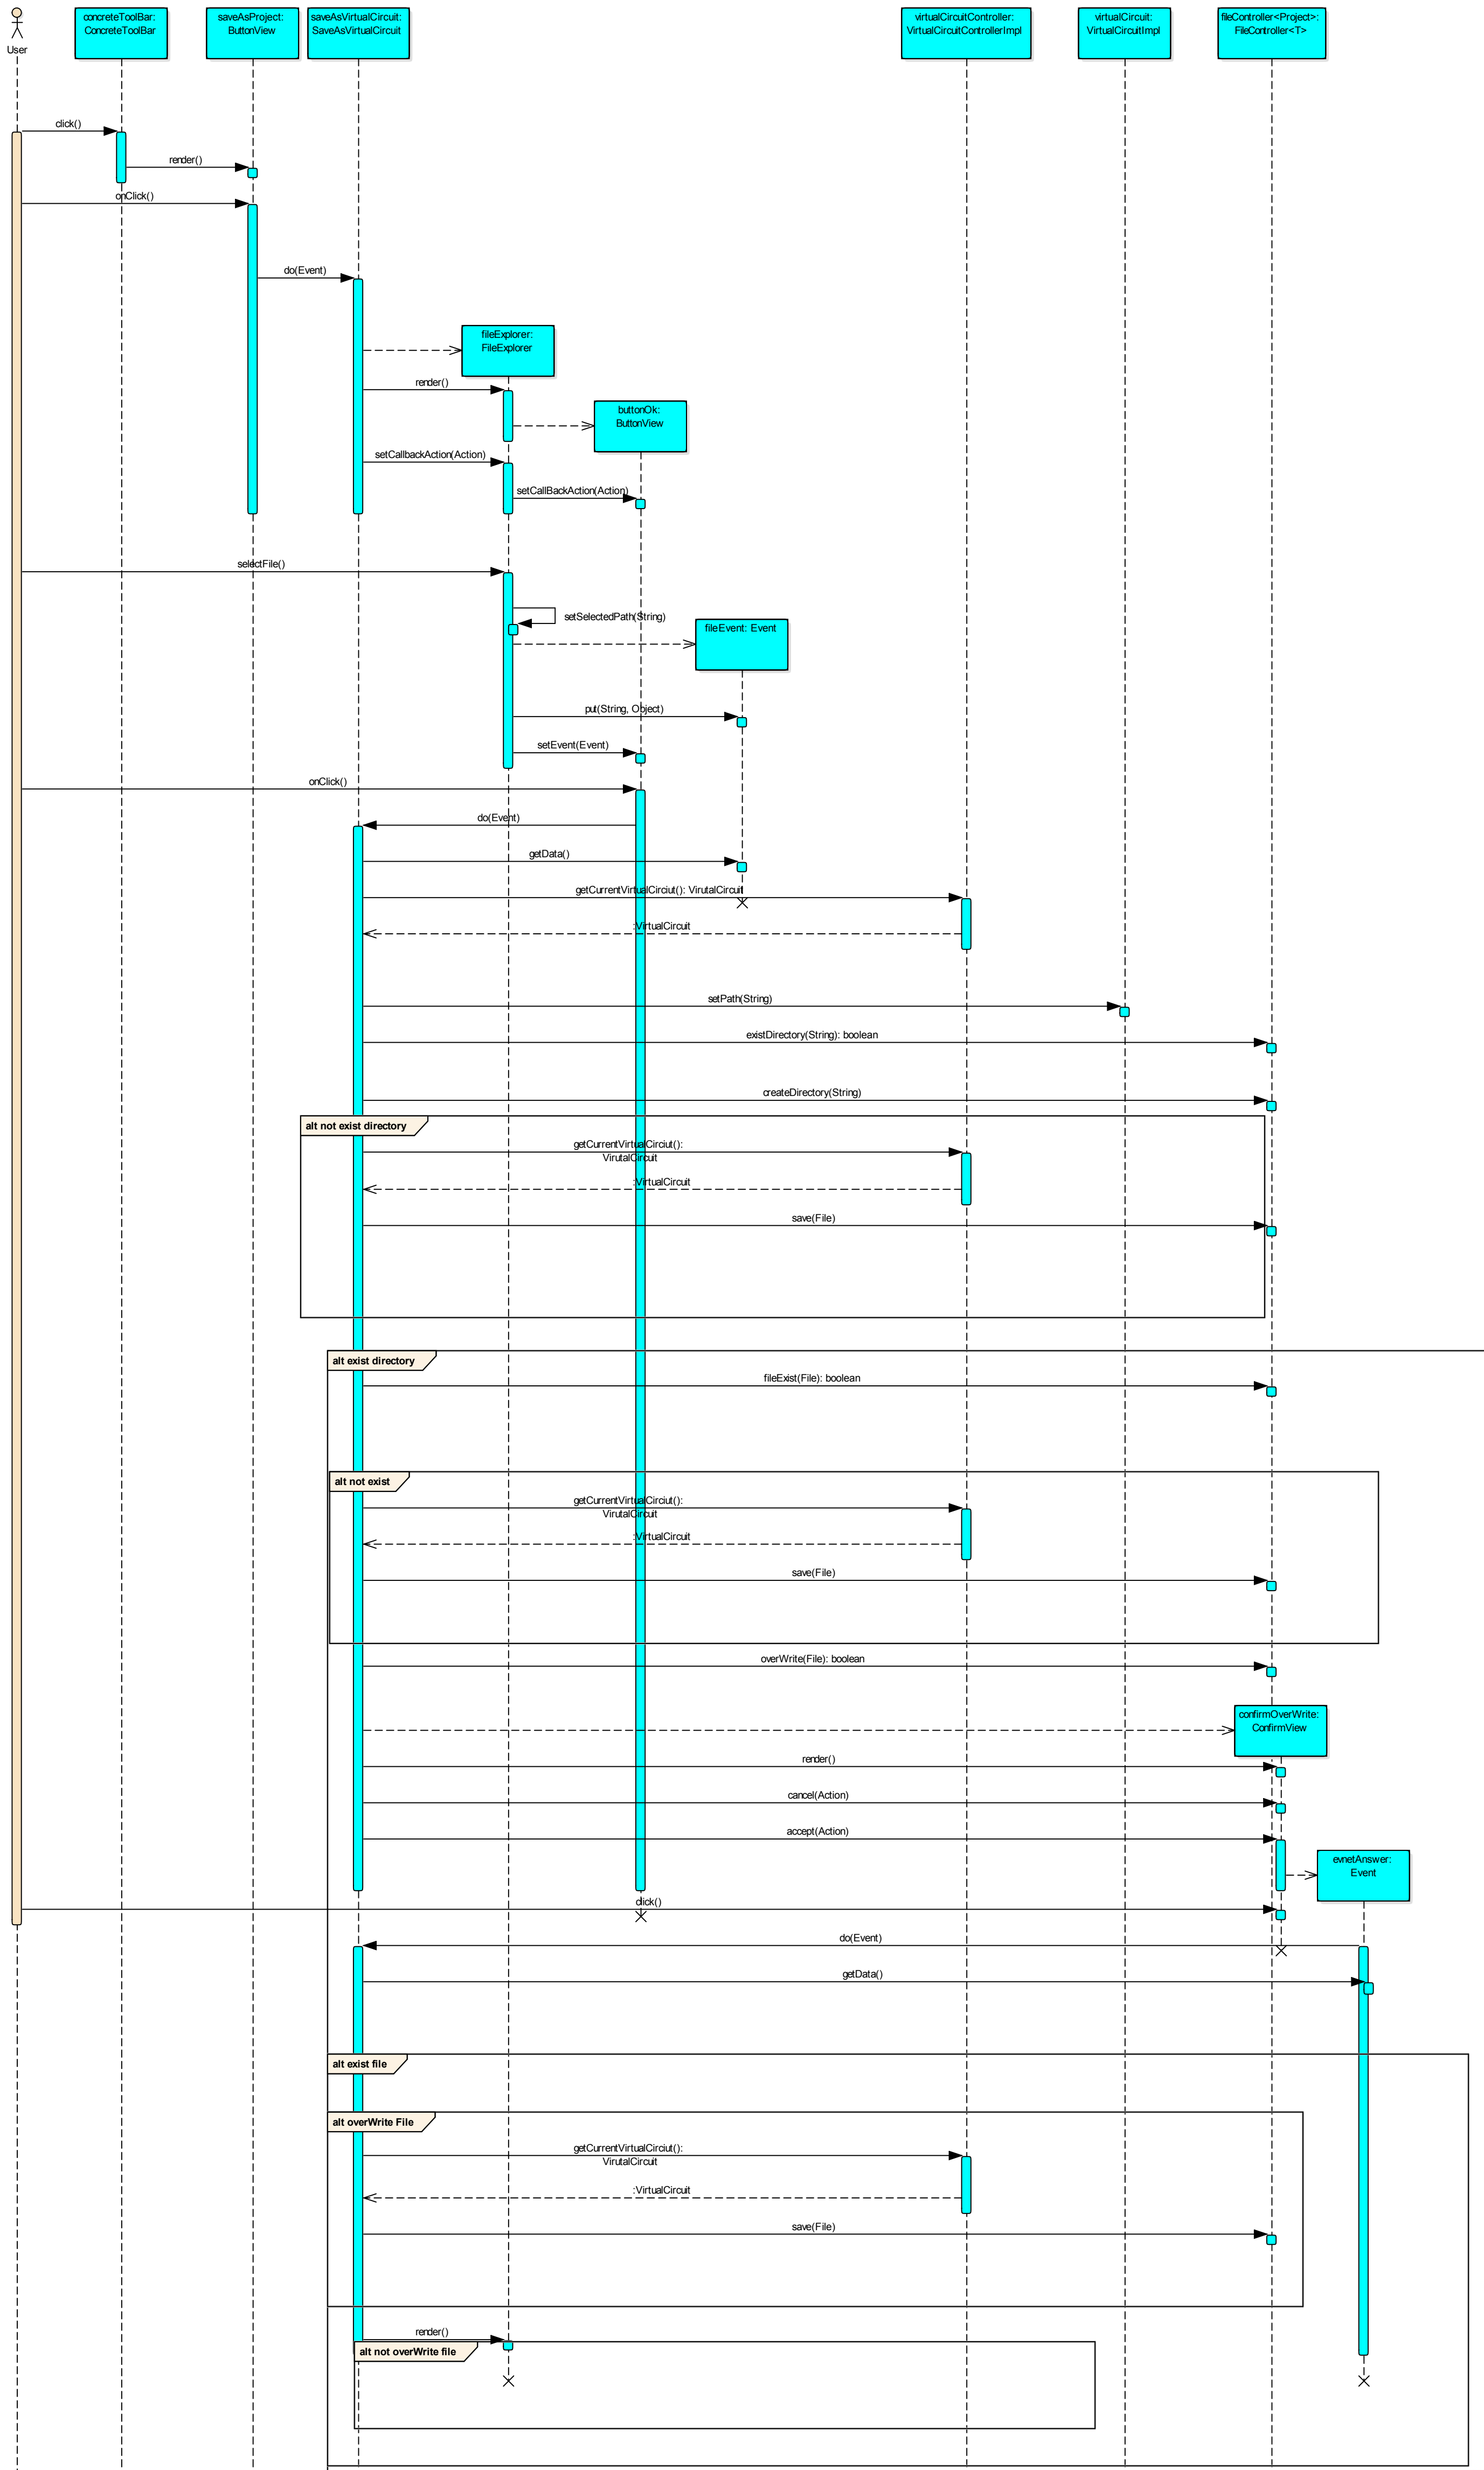 User
concreteToolBar:
ConcreteToolBar
saveAsProject:
ButtonView
saveAsVirtualCircuit:
SaveAsVirtualCircuit
virtualCircuitController:
VirtualCircuitControllerImpl
virtualCircuit:
VirtualCircuitImpl
fileController<Project>:
FileController<T>
click()
render()
onClick()
do(Event)
fileExplorer:
FileExplorer
render()
buttonOk:
ButtonView
setCallbackAction(Action)
setCallBackAction(Action)
selectFile()
setSelectedPath(String)
fileEvent: Event
put(String, Object)
setEvent(Event)
onClick()
do(Event)
getData()
getCurrentVirtualCirciut(): VirutalCircuit
:VirtualCircuit
setPath(String)
existDirectory(String): boolean
createDirectory(String)
alt not exist directory
getCurrentVirtualCirciut():
VirutalCircuit
:VirtualCircuit
save(File)
alt exist directory
fileExist(File): boolean
alt not exist
getCurrentVirtualCirciut():
VirutalCircuit
:VirtualCircuit
save(File)
overWrite(File): boolean
confirmOverWrite:
ConfirmView
render()
cancel(Action)
accept(Action)
evnetAnswer:
Event
click()
do(Event)
getData()
alt exist file
alt overWrite File
getCurrentVirtualCirciut():
VirutalCircuit
:VirtualCircuit
save(File)
render()
alt not overWrite file